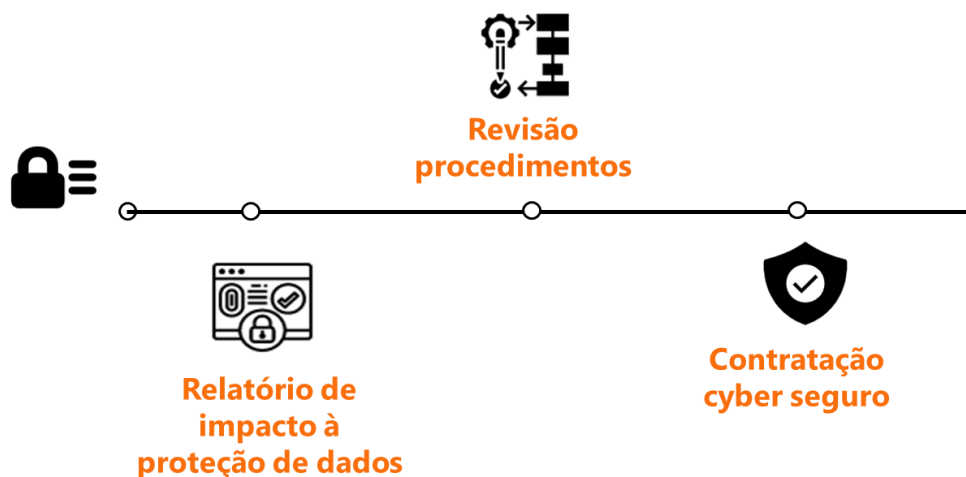 Revisão
procedimentos
Relatório de
impacto à
proteção de dados
Contratação
cyber seguro